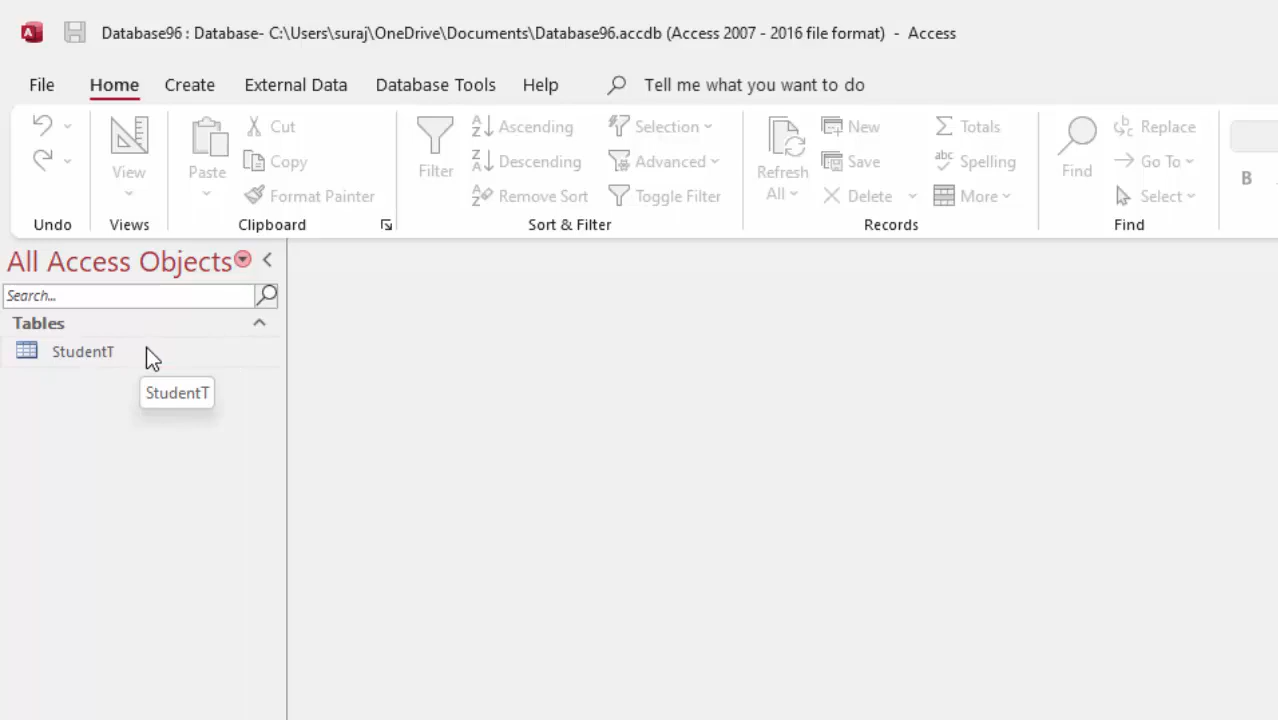 Database96 : Database- C:\Users\suraj\OneDrive\Documents\Database96.accdb (Access 2007 - 2016 file format) - Access
File Home Create External Data Database Tools Help Tell me what you want to do
View
Paste
Cut
Copy
Format Painter
Filter
Ascending
Descending
Remove Sort
Selection
Advanced
Toggle Filter
Refresh
All
New
Save
Delete
Totals
Spelling
More
Find
Replace
Go To
Select
B
Undo Views Clipboard Sort & Filter Records Find
All Access Objects
Search...
Tables
StudentT
StudentT